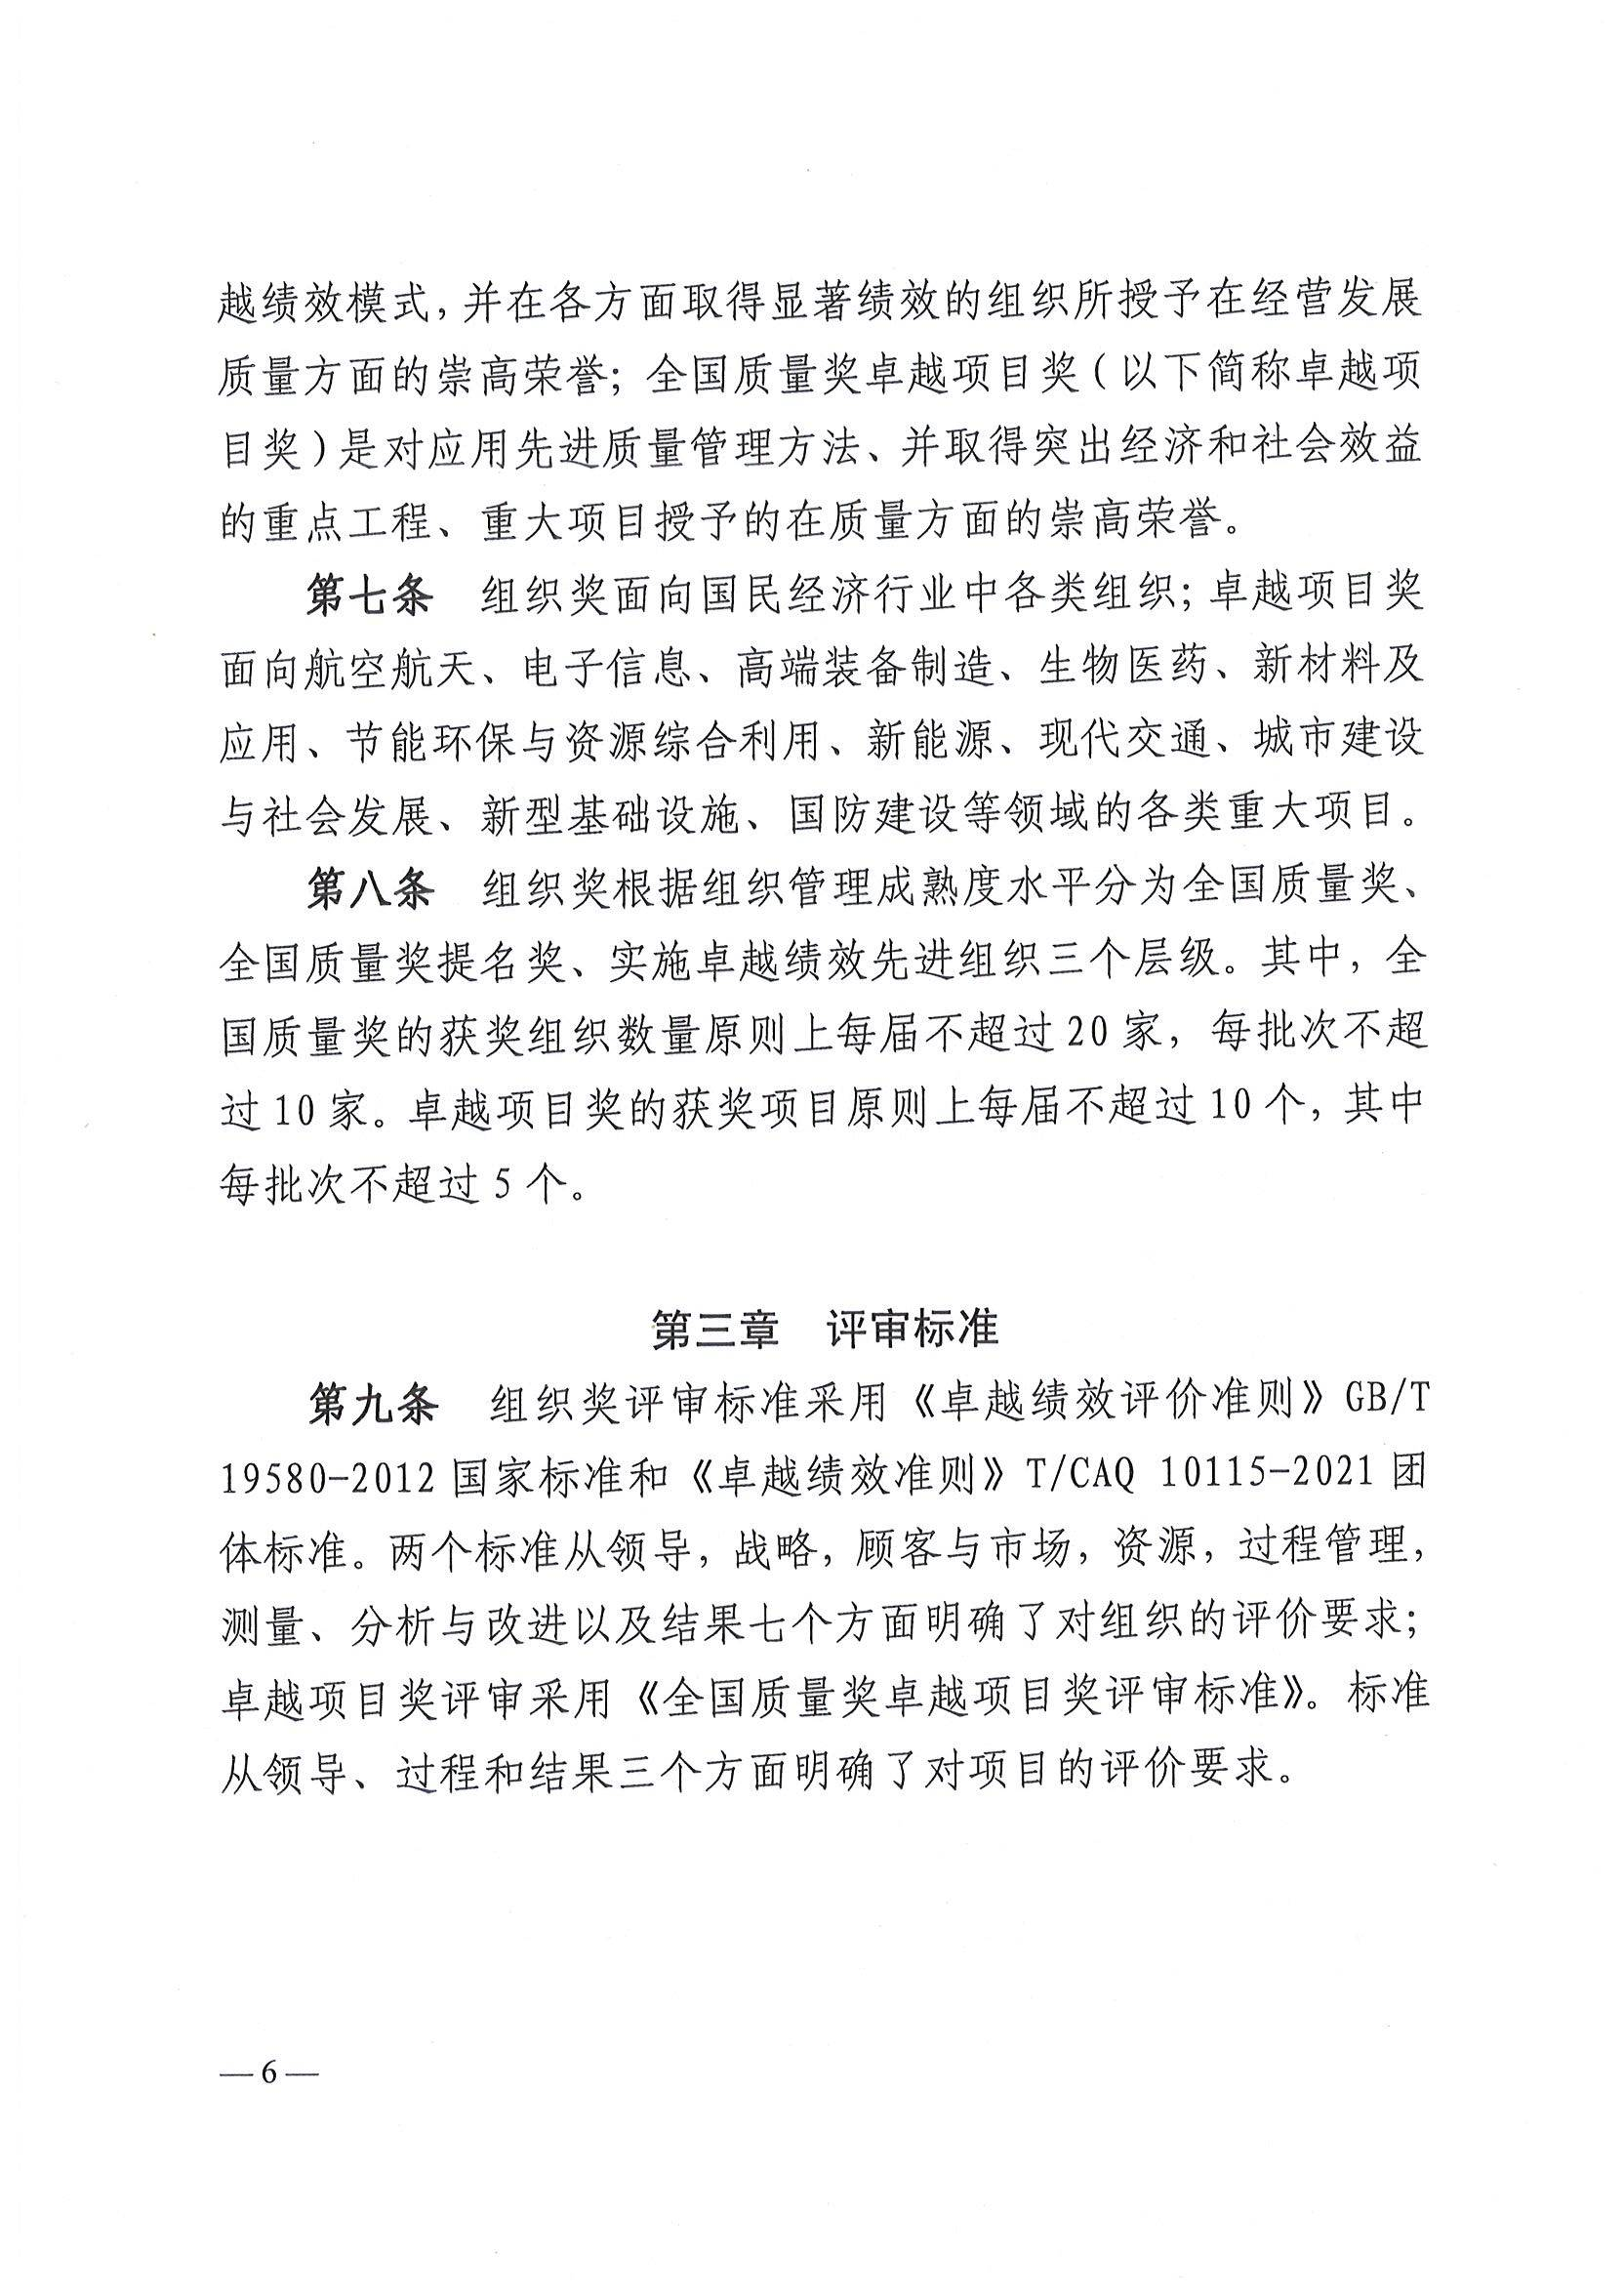 越绩效模式，并在各方面取得显著绩效的组织所授予在经营发展
质量方面的崇高荣誉；全国质量奖卓越项目奖（以下简称卓越项
目奖）是对应用先进质量管理方法、并取得突出经济和社会效益
的重点工程、重大项目授予的在质量方面的崇高荣誉。
第七条 组织奖面向国民经济行业中各类组织；卓越项目奖
面向航空航天、电子信息、高端装备制造、生物医药、新材料及
应用、节能环保与资源综合利用、新能源、现代交通、城市建设
与社会发展、新型基础设施、国防建设等领域的各类重大项目。
第八条 组织奖根据组织管理成熟度水平分为全国质量奖、
全国质量奖提名奖、实施卓越绩效先进组织三个层级。其中，全
国质量奖的获奖组织数量原则上每届不超过 20 家，每批次不超
过 10 家。卓越项目奖的获奖项目原则上每届不超过 10 个，其中
每批次不超过 5 个。
第三章 评审标准
第九条 组织奖评审标准采用《卓越绩效评价准则》GB/T
19580-2012 国家标准和《卓越绩效准则》T/CAQ 10115-2021 团
体标准。两个标准从领导，战略，顾客与市场，资源，过程管理，
测量、分析与改进以及结果七个方面明确了对组织的评价要求；
卓越项目奖评审采用《全国质量奖卓越项目奖评审标准》。标准
从领导、过程和结果三个方面明确了对项目的评价要求。
— 6 —